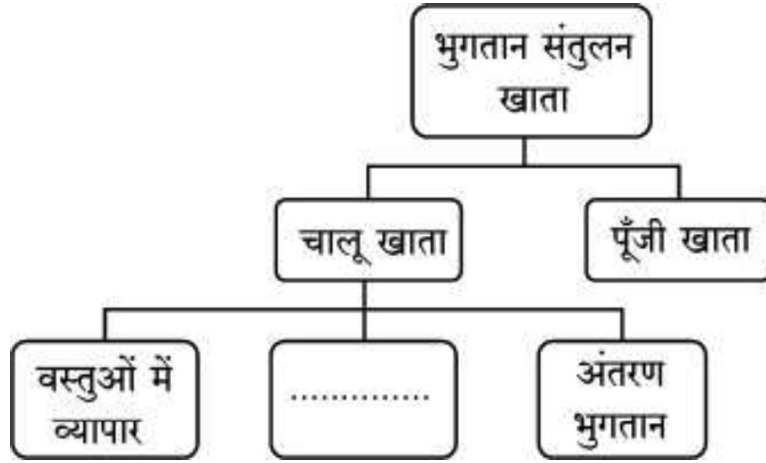 भुगतान संतुलन
खाता
चालू खाता
पूँजी खाता
वस्तुओं में
व्यापार
..............
अंतरण
भुगतान